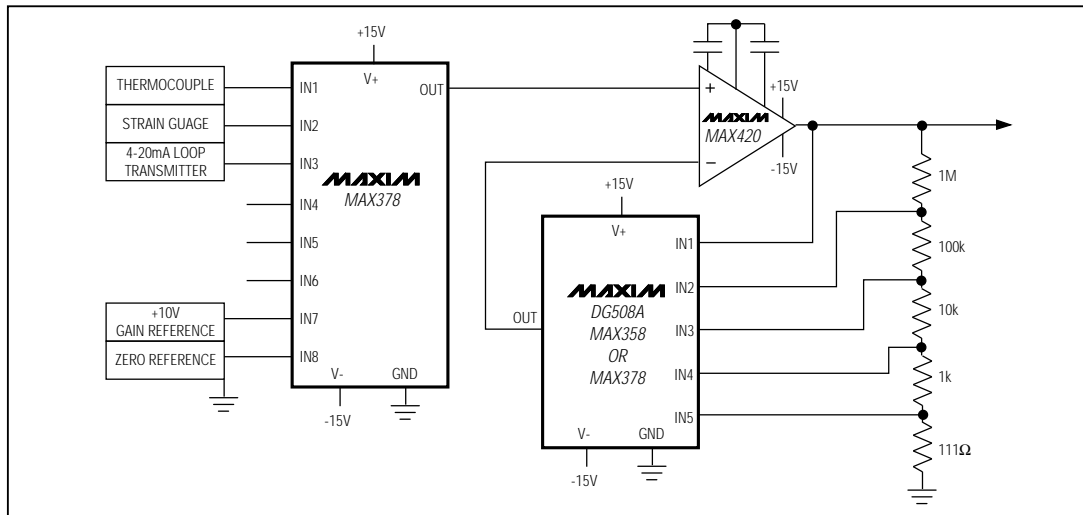 +15V
V+
THERMOCOUPLE
STRAIN GUAGE
4-20mA LOOP
TRANSMITTER
+10V
GAIN REFERENCE
ZERO REFERENCE
IN1
IN2
IN3
IN4
IN5
IN6
IN7
IN8
OUT
MAXIM
MAX378
V-
GND
-15V
+
-
MAXIM
MAX420
+15V
-15V
+15V
V+
MAXIM
DG508A
MAX358
OR
MAX378
OUT
IN1
IN2
IN3
IN4
IN5
V-
GND
-15V
1M
100k
10k
1k
111Ω